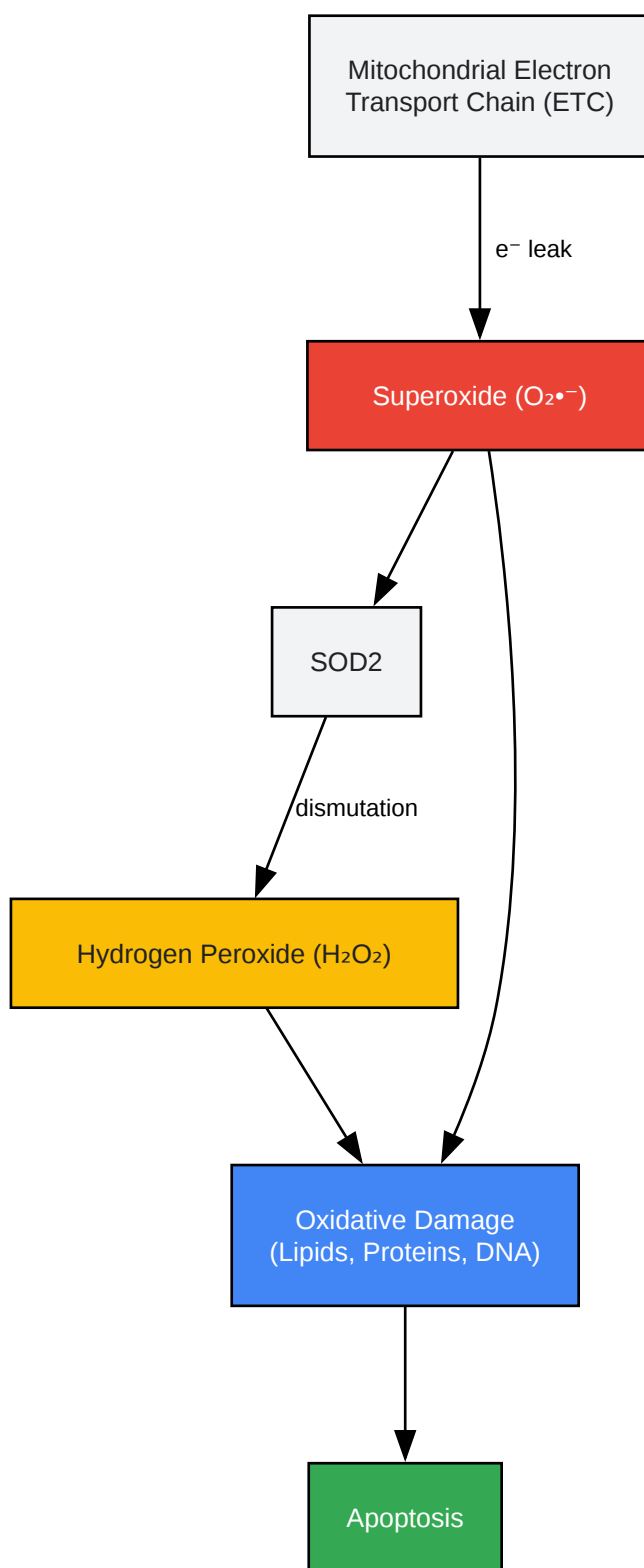 Mitochondrial Electron
Transport Chain (ETC)
e⁻ leak
Superoxide (O₂•⁻)
SOD2
dismutation
Hydrogen Peroxide (H₂O₂)
Oxidative Damage
(Lipids, Proteins, DNA)
Apoptosis